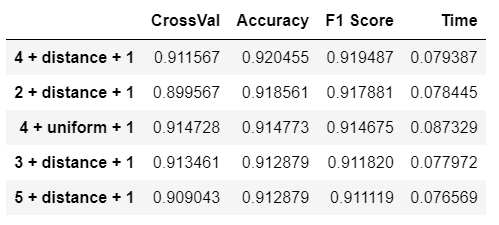 CrossVal Accuracy F1 Score Time
4 + distance + 1 0.911567 0.920455 0.919487 0.079387
2 + distance + 1 0.899567 0.918561 0.917881 0.078445
4 + uniform + 1 0.914728 0.914773 0.914675 0.087329
3 + distance + 1 0.913461 0.912879 0.911820 0.077972
5 + distance + 1 0.909043 0.912879 0.911119 0.076569